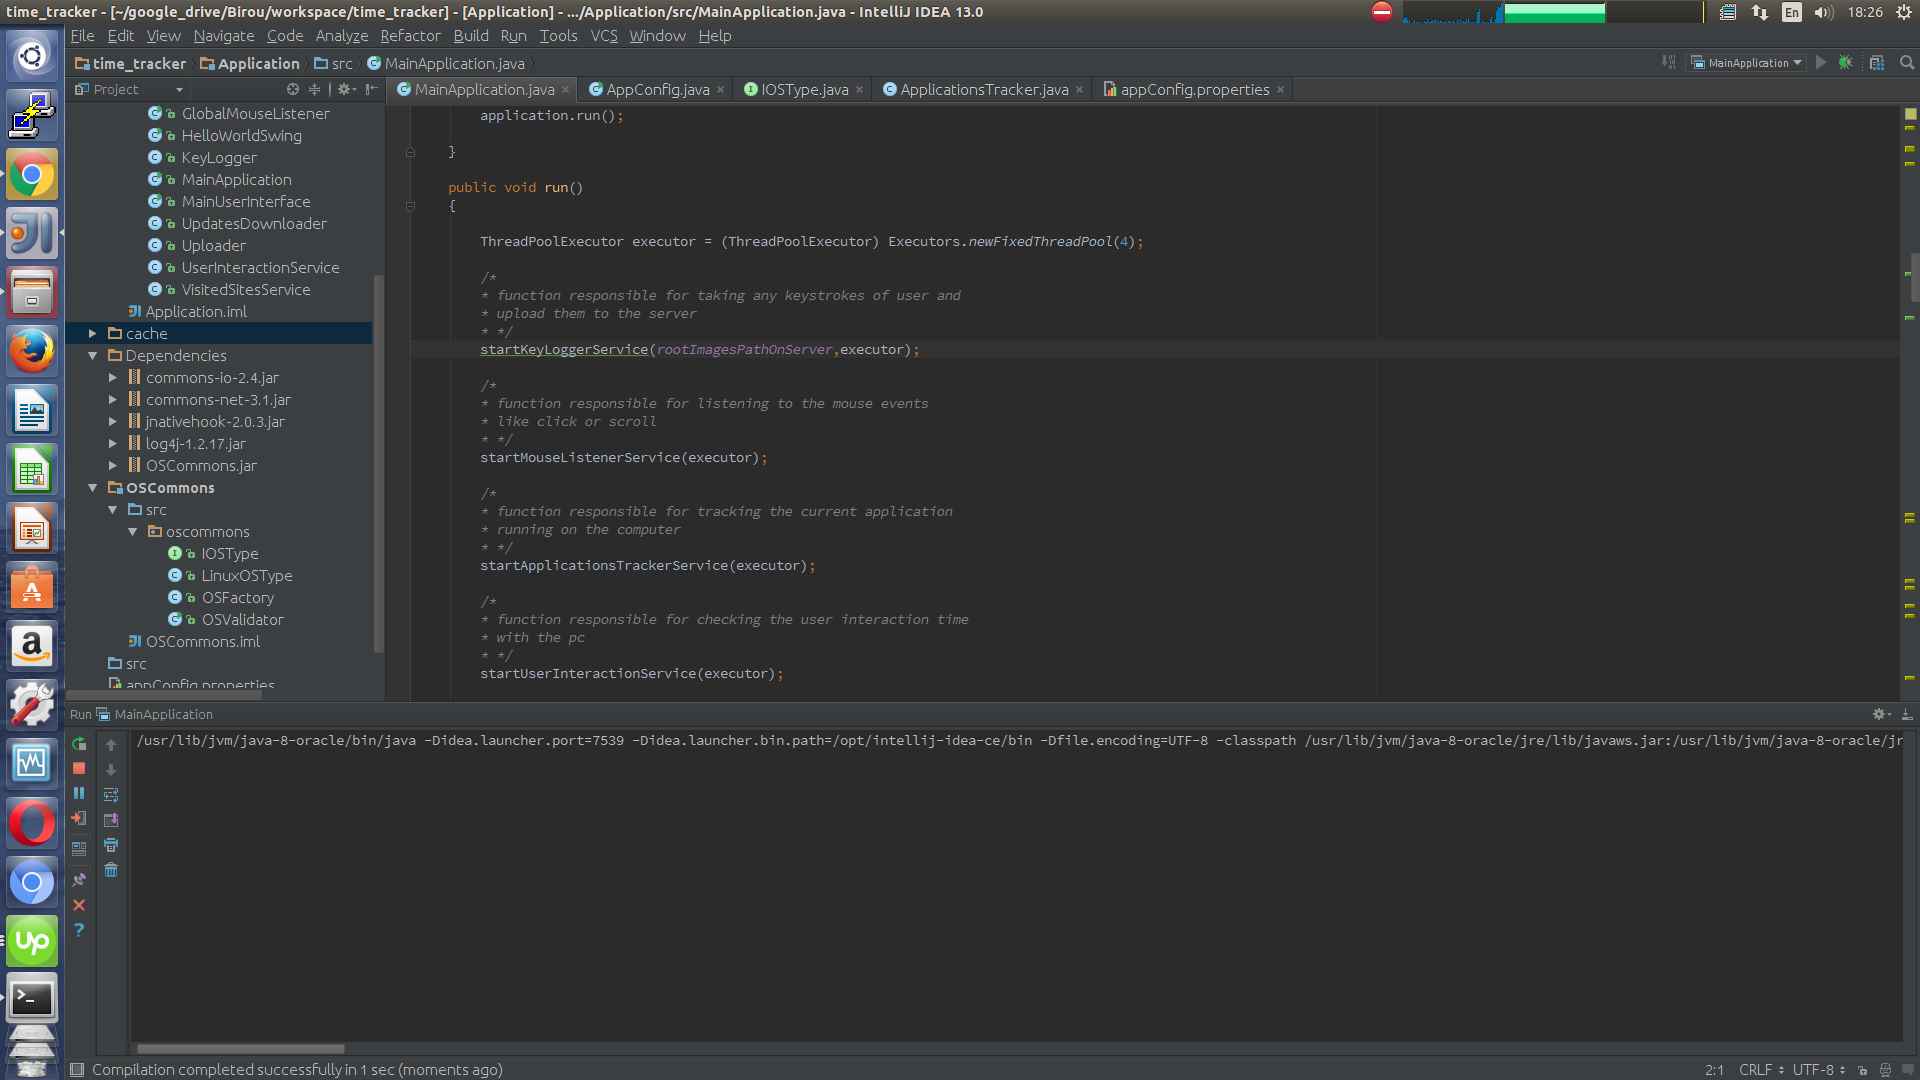 time_tracker - [~/google_drive/Birou/workspace/time_tracker] - [Application] - .../Application/src/MainApplication.java - IntelliJ IDEA 13.0
En
18:26
File Edit View Navigate Code Analyze Refactor Build Run Tools VCS Window Help
time_tracker Application src MainApplication.java
MainApplication
Project
MainApplication.java AppConfig.java IOSType.java ApplicationsTracker.java appConfig.properties
GlobalMouseListener
HelloWorldSwing
KeyLogger
MainApplication
MainUserInterface
UpdatesDownloader
Uploader
UserInteractionService
VisitedSitesService
Application.iml
cache
Dependencies
commons-io-2.4.jar
commons-net-3.1.jar
jnativehook-2.0.3.jar
log4j-1.2.17.jar
OSCommons.jar
OSCommons
src
oscommons
IOSType
LinuxOSType
OSFactory
OSValidator
OSCommons.iml
src
appConfig.properties
application.run();
}
public void run()
{
ThreadPoolExecutor executor = (ThreadPoolExecutor) Executors.newFixedThreadPool(4);
/*
* function responsible for taking any keystrokes of user and
* upload them to the server
* */
startKeyLoggerService(rootImagesPathOnServer,executor);
/*
* function responsible for listening to the mouse events
* like click or scroll
* */
startMouseListenerService(executor);
/*
* function responsible for tracking the current application
* running on the computer
* */
startApplicationsTrackerService(executor);
/*
* function responsible for checking the user interaction time
* with the pc
* */
startUserInteractionService(executor);
Run MainApplication
/usr/lib/jvm/java-8-oracle/bin/java -Didea.launcher.port=7539 -Didea.launcher.bin.path=/opt/intellij-idea-ce/bin -Dfile.encoding=UTF-8 -classpath /usr/lib/jvm/java-8-oracle/jre/lib/javaws.jar:/usr/lib/jvm/java-8-oracle/jr
a
Up
Compilation completed successfully in 1 sec (moments ago)
2:1 CRLF UTF-8